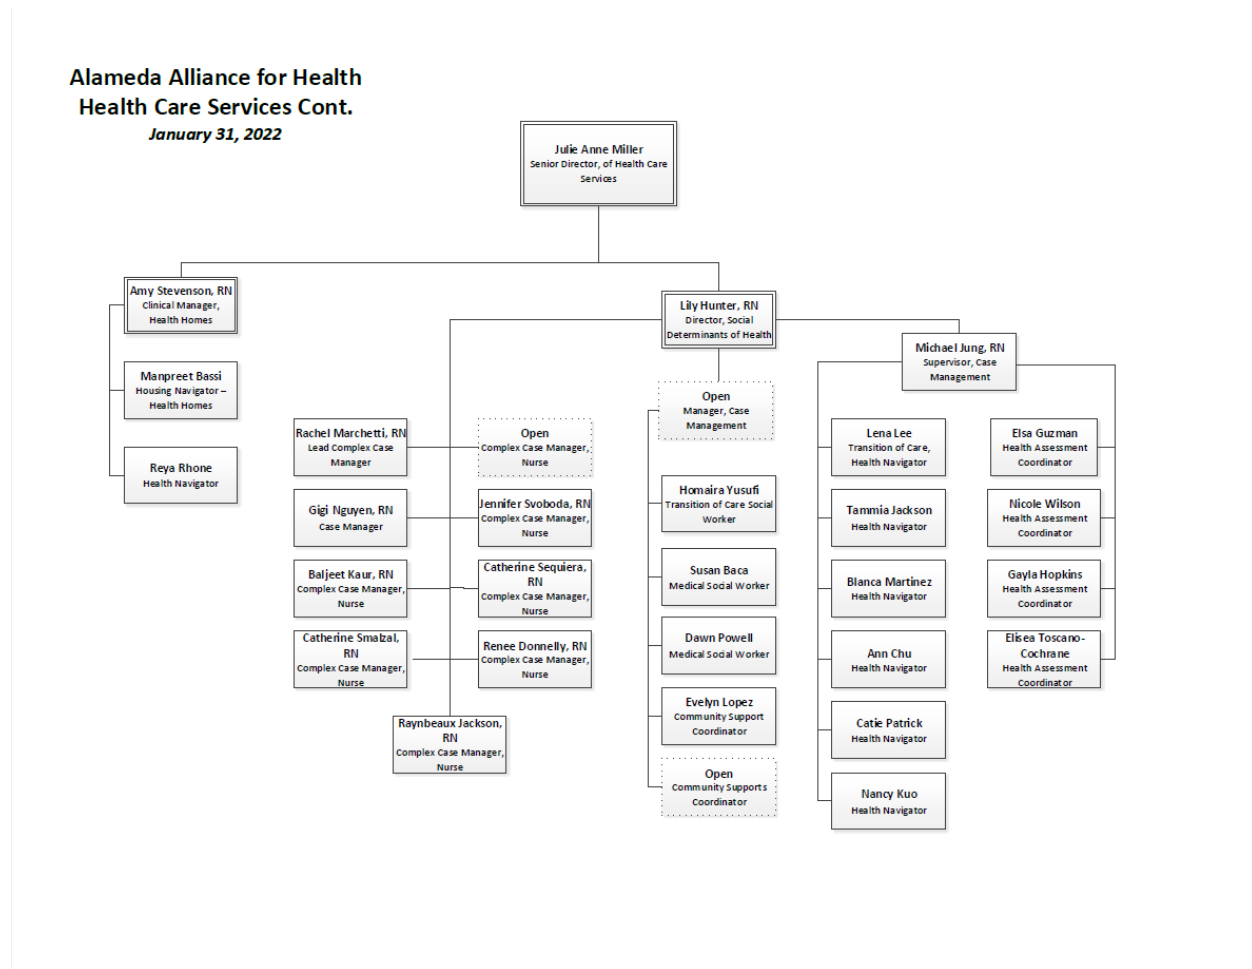 Alameda Alliance for Health
Health Care Services Cont.
January 31, 2022
Julie Anne Miller
Senior Director, of Health Care
Services
Amy Stevenson, RN
Clinical Manager,
Health Homes
Manpreet Bassi
Housing Navigator –
Health Homes
Reya Rhone
Health Navigator
Lily Hunter, RN
Director, Social
Determinants of Health
Rachel Marchetti, RN
Lead Complex Case
Manager
Gigi Nguyen, RN
Case Manager
Baljeet Kaur, RN
Complex Case Manager,
Nurse
Catherine Smalzal,
RN
Complex Case Manager,
Nurse
Open
Complex Case Manager,
Nurse
Jennifer Svoboda, RN
Complex Case Manager,
Nurse
Catherine Sequiera,
RN
Complex Case Manager,
Nurse
Renee Donnelly, RN
Complex Case Manager,
Nurse
Raynbeaux Jackson,
RN
Complex Case Manager,
Nurse
Open
Manager, Case
Management
Homaira Yusufi
Transition of Care Social
Worker
Susan Baca
Medical Social Worker
Dawn Powell
Medical Social Worker
Evelyn Lopez
Community Support
Coordinator
Open
Community Supports
Coordinator
Michael Jung, RN
Supervisor, Case
Management
Lena Lee
Transition of Care,
Health Navigator
Tammia Jackson
Health Navigator
Blanca Martinez
Health Navigator
Ann Chu
Health Navigator
Catie Patrick
Health Navigator
Nancy Kuo
Health Navigator
Elsa Guzman
Health Assessment
Coordinator
Nicole Wilson
Health Assessment
Coordinator
Gayla Hopkins
Health Assessment
Coordinator
Elisea Toscano-
Cochrane
Health Assessment
Coordinator